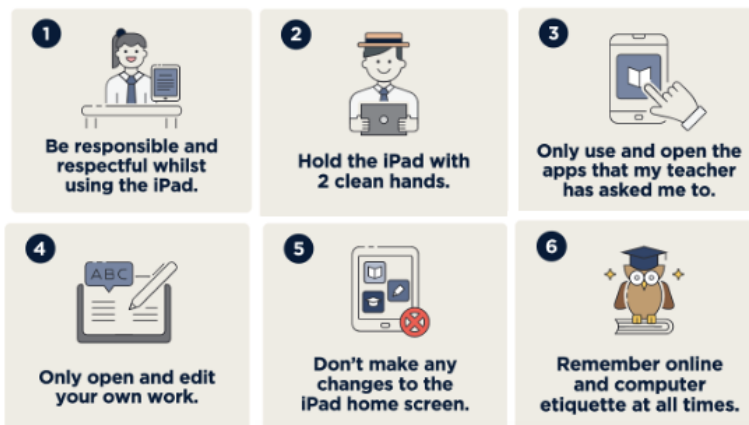 1
Be responsible and
respectful whilst
using the iPad.
2
Hold the iPad with
2 clean hands.
3
Only use and open the
apps that my teacher
has asked me to.
4
ABC
Only open and edit
your own work.
5
Don't make any
changes to the
iPad home screen.
6
Remember online
and computer
etiquette at all times.